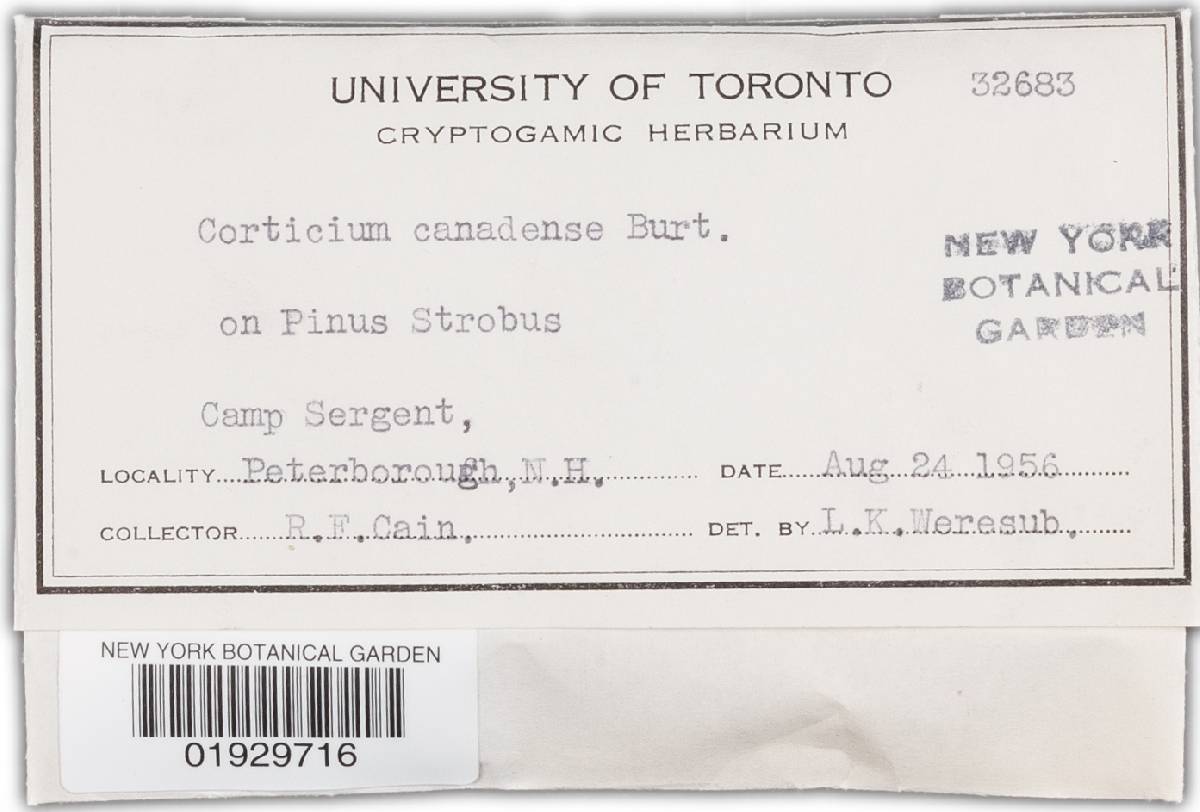 UNIVERSITY OF TORONTO 32683
CRYPTOGAMIC HERBARIUM
Corticium canadense Burt.
NEW YORK
BOTANICAL
GARDEN
on Pinus Strobus
Camp Sergent,
LOCALITY Peterborough, N.H. DATE Aug 24 1956
COLLECTOR R.F.Cain. DET. BY L.K.Weresub.
NEW YORK BOTANICAL GARDEN
01929716